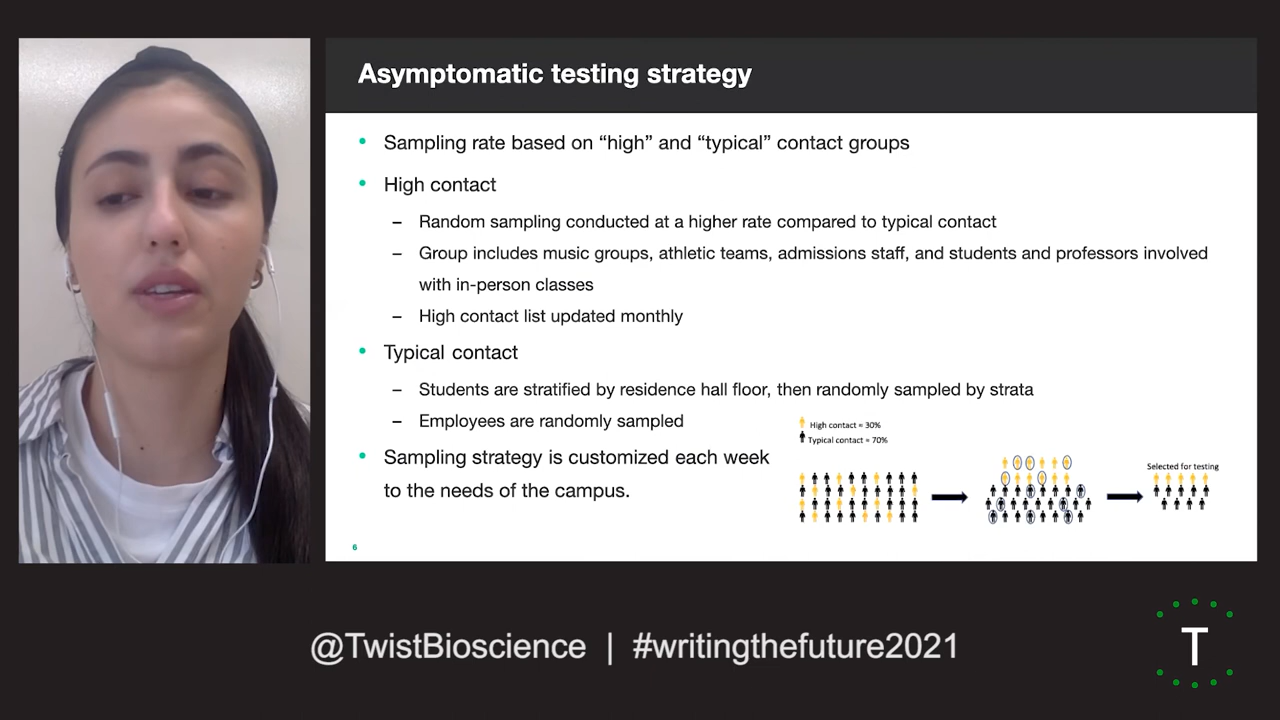 Asymptomatic testing strategy
• Sampling rate based on “high” and “typical” contact groups
• High contact
– Random sampling conducted at a higher rate compared to typical contact
– Group includes music groups, athletic teams, admissions staff, and students and professors involved
with in-person classes
– High contact list updated monthly
• Typical contact
– Students are stratified by residence hall floor, then randomly sampled by strata
– Employees are randomly sampled
• Sampling strategy is customized each week
to the needs of the campus.
High contact = 30%
Typical contact = 70%
Selected for testing
6
@TwistBioscience | #writingthefuture2021
T